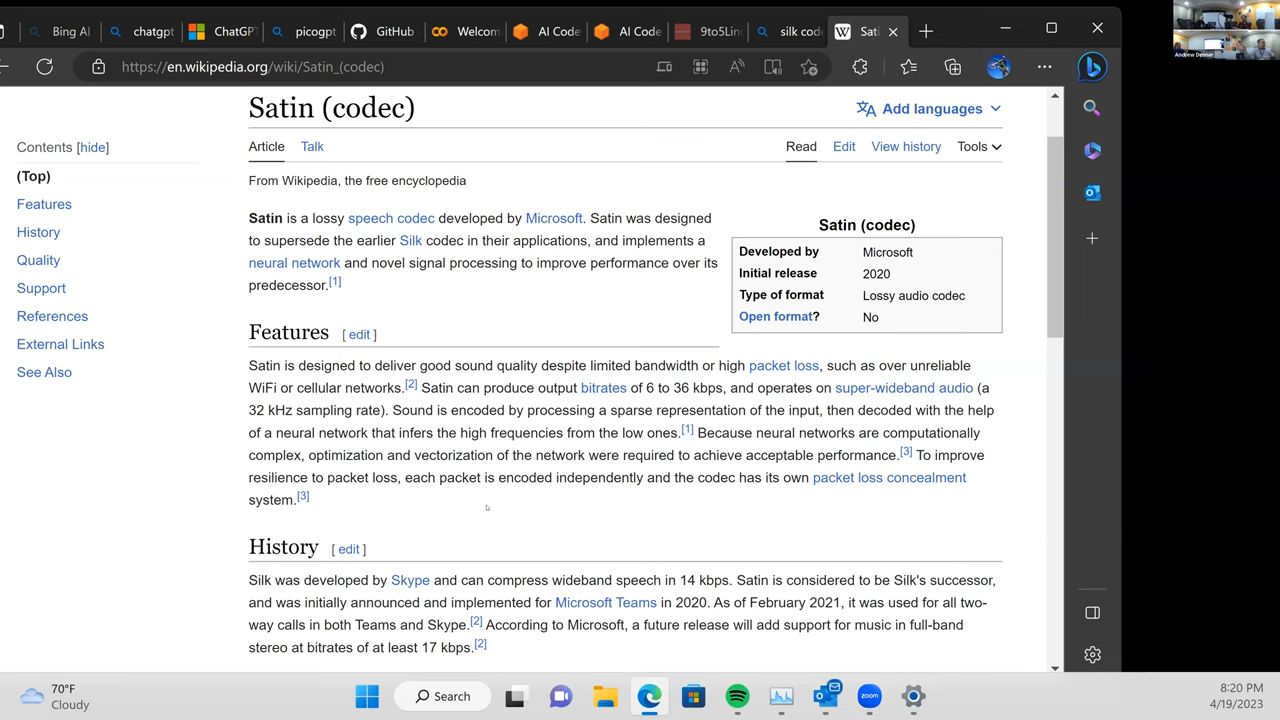 Bing AI
chatgpt
ChatGPT
picogpt
GitHub
Welcom
AI Code
AI Code
9to5Linu
silk cod
Sati
https://en.wikipedia.org/wiki/Satin_(codec)
Andrew Denner
Satin (codec)
Add languages
Contents [hide]
Article Talk
Read Edit View history Tools
(Top)
From Wikipedia, the free encyclopedia
Features
History
Quality
Support
References
External Links
See Also
Satin is a lossy speech codec developed by Microsoft. Satin was designed
to supersede the earlier Silk codec in their applications, and implements a
neural network and novel signal processing to improve performance over its
predecessor.[1]
Satin (codec)
Developed by Microsoft
Initial release 2020
Type of format Lossy audio codec
Open format? No
Features [ edit ]
Satin is designed to deliver good sound quality despite limited bandwidth or high packet loss, such as over unreliable
WiFi or cellular networks.[2] Satin can produce output bitrates of 6 to 36 kbps, and operates on super-wideband audio (a
32 kHz sampling rate). Sound is encoded by processing a sparse representation of the input, then decoded with the help
of a neural network that infers the high frequencies from the low ones.[1] Because neural networks are computationally
complex, optimization and vectorization of the network were required to achieve acceptable performance.[3] To improve
resilience to packet loss, each packet is encoded independently and the codec has its own packet loss concealment
system.[3]
History [ edit ]
Silk was developed by Skype and can compress wideband speech in 14 kbps. Satin is considered to be Silk's successor,
and was initially announced and implemented for Microsoft Teams in 2020. As of February 2021, it was used for all two-
way calls in both Teams and Skype.[2] According to Microsoft, a future release will add support for music in full-band
stereo at bitrates of at least 17 kbps.[2]
70°F
Cloudy
Search
zoom
8:20 PM
4/19/2023